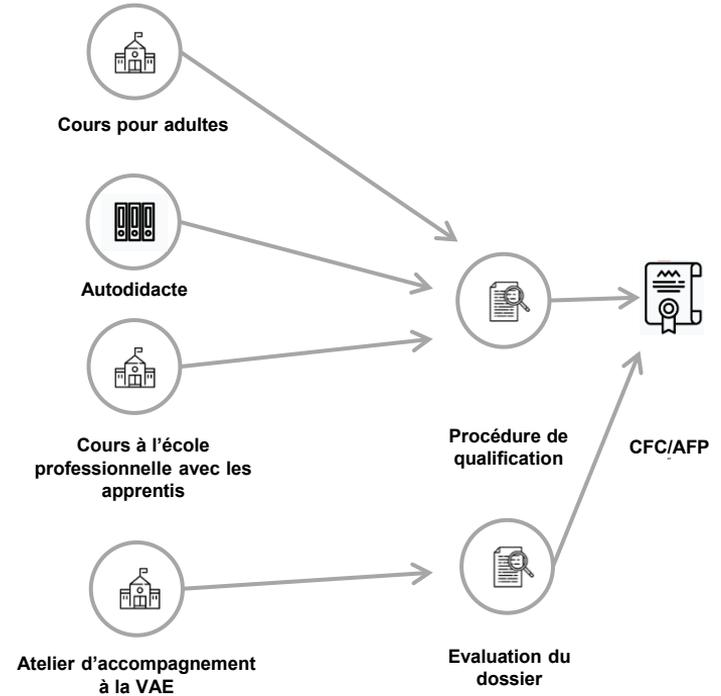 Cours pour adultes
Autodidacte
Cours à l’école
professionnelle avec les
apprentis
Procédure de
qualification
CFC/AFP
Atelier d’accompagnement
à la VAE
Evaluation du
dossier